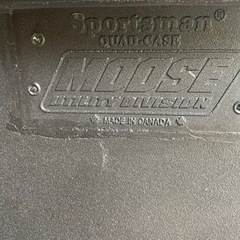 Sportsman®
QUAD-CASE
MOOSE
UTILITY DIVISION
MADE IN CANADA